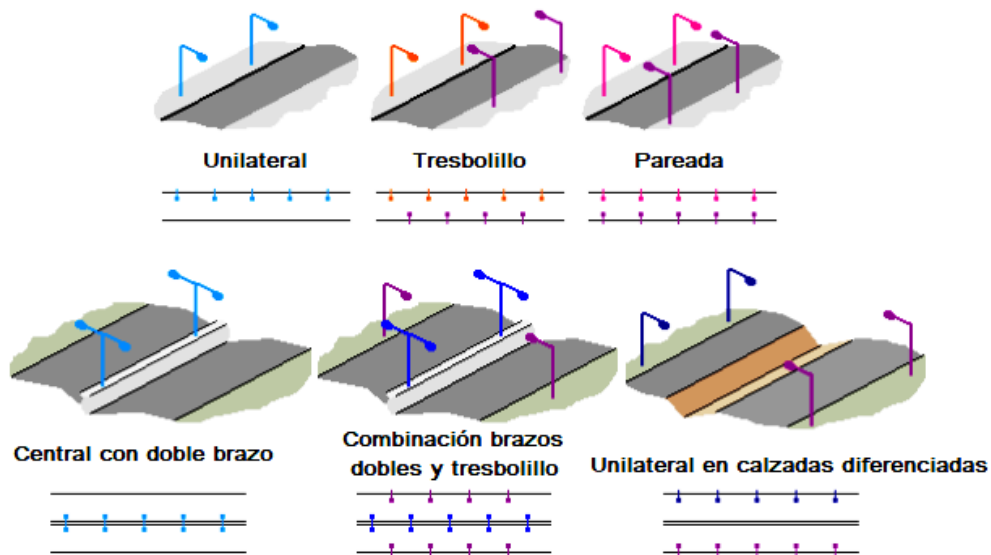 Unilateral
Tresbolillo
Pareada
Central con doble brazo
Combinación brazos
dobles y tresbolillo
Unilateral en calzadas diferenciadas